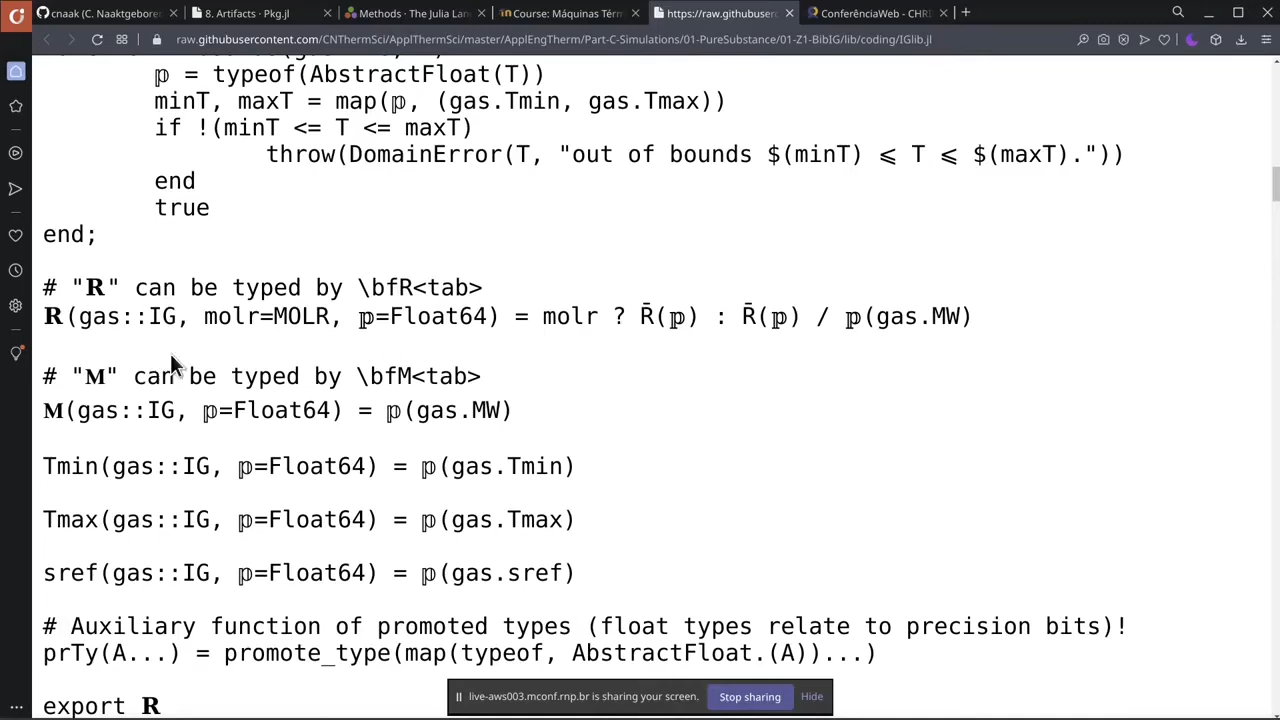 cnaak (C. Naaktgebore
8. Artifacts · Pkg.jl
Methods · The Julia Lan
Course: Máquinas Térm
https://raw.githubuser
ConferênciaWeb - CHRI
raw.githubusercontent.com/CNThermSci/ApplThermSci/master/ApplEngTherm/Part-C-Simulations/01-PureSubstance/01-Z1-BibIG/lib/coding/IGlib.jl
𝕡 = typeof(AbstractFloat(T))
minT, maxT = map(𝕡, (gas.Tmin, gas.Tmax))
if !(minT <= T <= maxT)
throw(DomainError(T, "out of bounds $(minT) ⩽ T ⩽ $(maxT)."))
end
true
end;
# "𝐑" can be typed by \bfR<tab>
𝐑(gas::IG, molr=MOLR, 𝕡=Float64) = molr ? R̄(𝕡) : R̄(𝕡) / 𝕡(gas.MW)
# "𝐌" can be typed by \bfM<tab>
𝐌(gas::IG, 𝕡=Float64) = 𝕡(gas.MW)
Tmin(gas::IG, 𝕡=Float64) = 𝕡(gas.Tmin)
Tmax(gas::IG, 𝕡=Float64) = 𝕡(gas.Tmax)
sref(gas::IG, 𝕡=Float64) = 𝕡(gas.sref)
# Auxiliary function of promoted types (float types relate to precision bits)!
prTy(A...) = promote_type(map(typeof, AbstractFloat.(A))...)
export 𝐑
live-aws003.mconf.rnp.br is sharing your screen.
Stop sharing
Hide